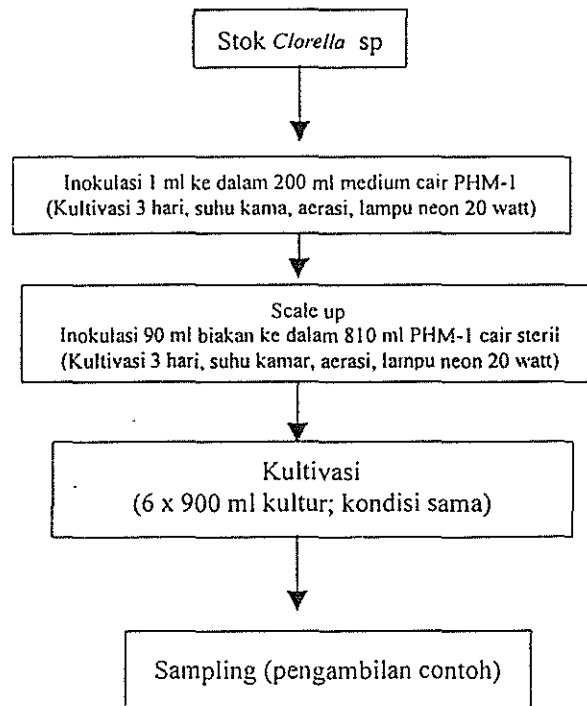 Stok Clorella sp
Inokulasi 1 ml ke dalam 200 ml medium cair PHM-1
(Kultivasi 3 hari, suhu kama, aerasi, lampu neon 20 watt)
Scale up
Inokulasi 90 ml biakan ke dalam 810 ml PHM-1 cair steril
(Kultivasi 3 hari, suhu kamar, aerasi, lampu neon 20 watt)
Kultivasi
(6 x 900 ml kultur; kondisi sama)
Sampling (pengambilan contoh)